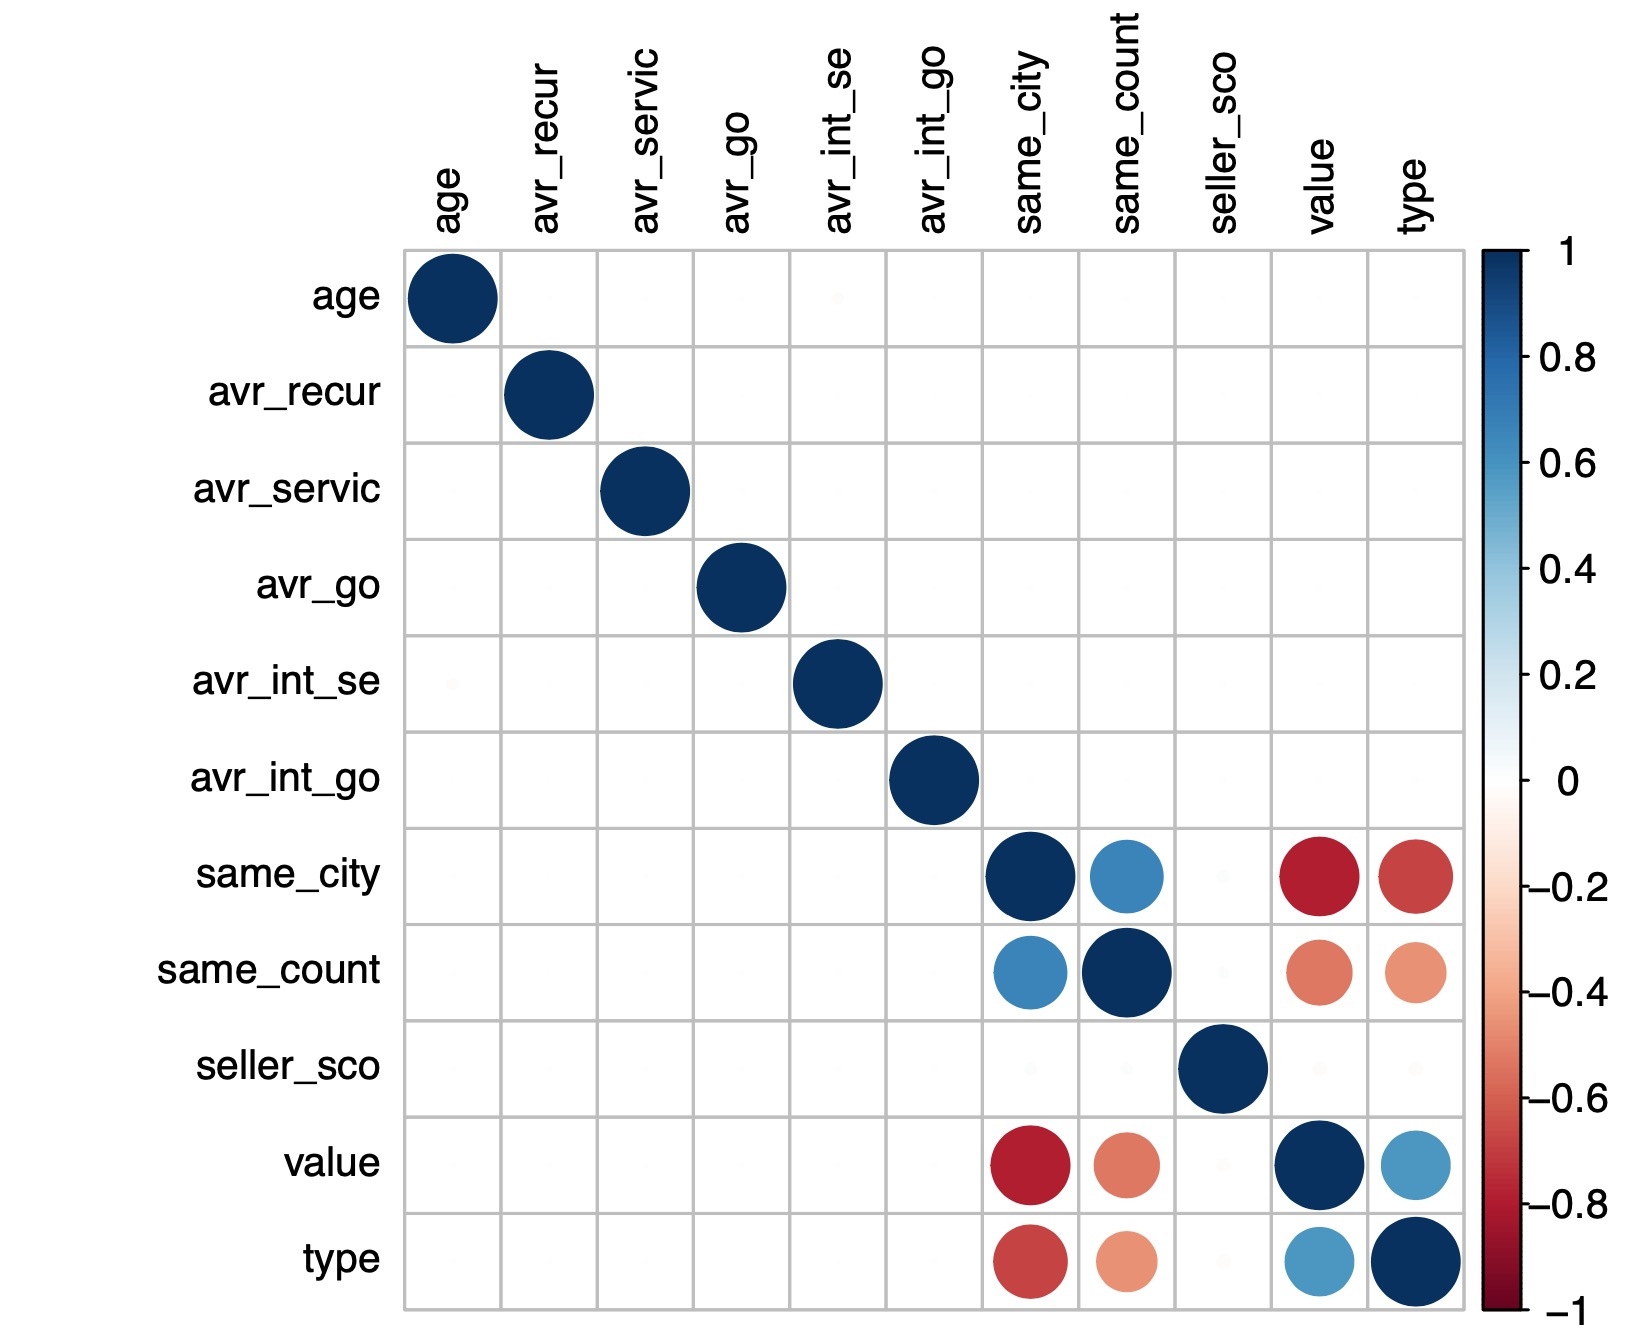 age
avr_recur
avr_servic
avr_go
avr_int_se
avr_int_go
same_city
same_count
seller_sco
value
type
age
avr_recur
avr_servic
avr_go
avr_int_se
avr_int_go
same_city
same_count
seller_sco
value
type
1
0.8
0.6
0.4
0.2
0
−0.2
−0.4
−0.6
−0.8
−1